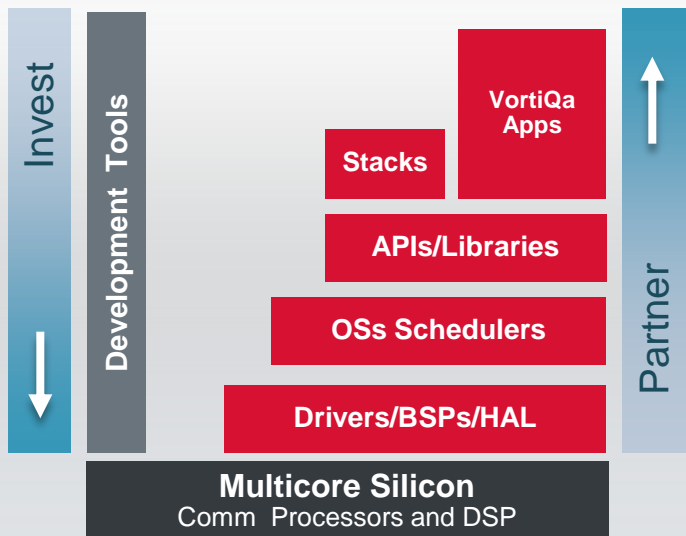 Invest
Development Tools
VortiQa
Apps
Stacks
APIs/Libraries
OSs Schedulers
Drivers/BSPs/HAL
Partner
Multicore Silicon
Comm Processors and DSP